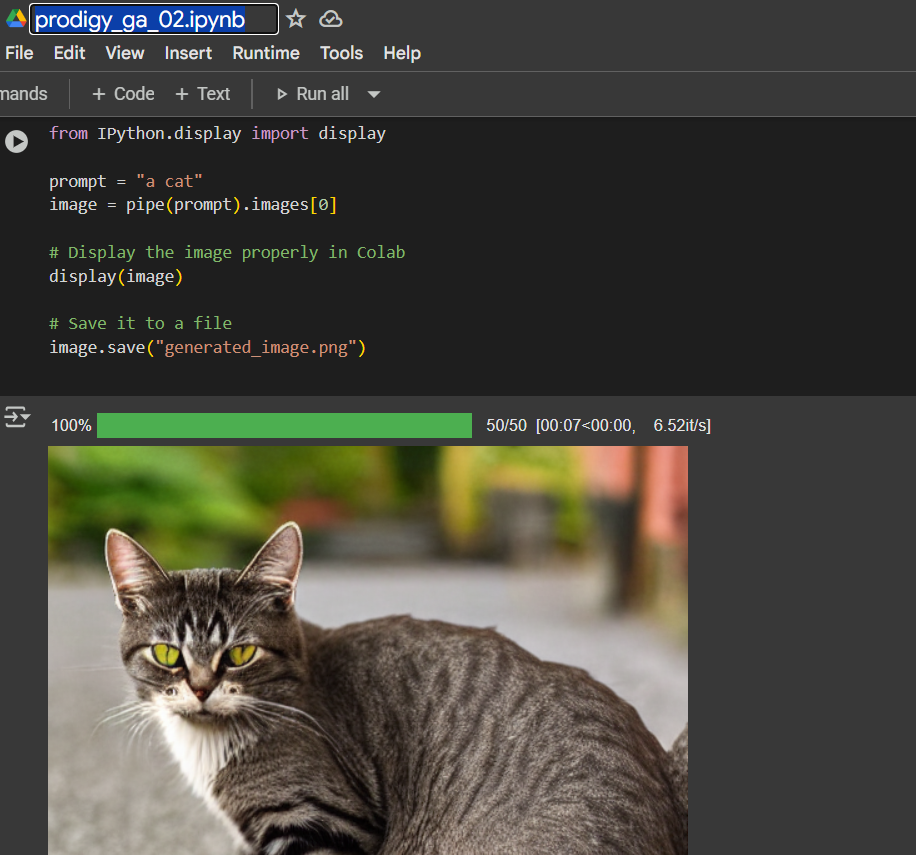 prodigy_ga_02.ipynb
File Edit View Insert Runtime Tools Help
mands + Code + Text Run all
from IPython.display import display
prompt = "a cat"
image = pipe(prompt).images[0]
# Display the image properly in Colab
display(image)
# Save it to a file
image.save("generated_image.png")
100% 50/50 [00:07<00:00, 6.52it/s]